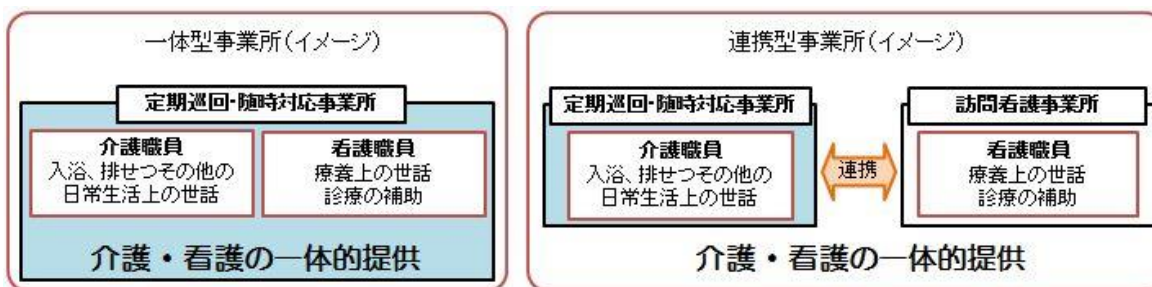 一体型事業所(イメージ)
定期巡回・随時対応事業所
介護職員
入浴、排せつその他の
日常生活上の世話
看護職員
療養上の世話
診療の補助
介護・看護の一体的提供
連携型事業所(イメージ)
定期巡回・随時対応事業所
介護職員
入浴、排せつその他の
日常生活上の世話
連携
訪問看護事業所
看護職員
療養上の世話
診療の補助
介護・看護の一体的提供